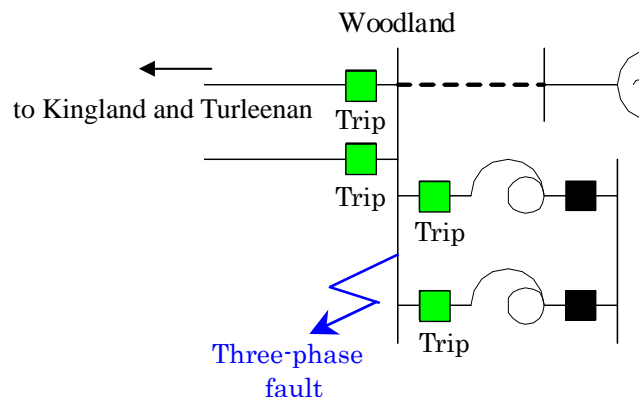 Woodland
to Kingland and Turleenan
Trip
Trip
Trip
Trip
Three-phase
fault